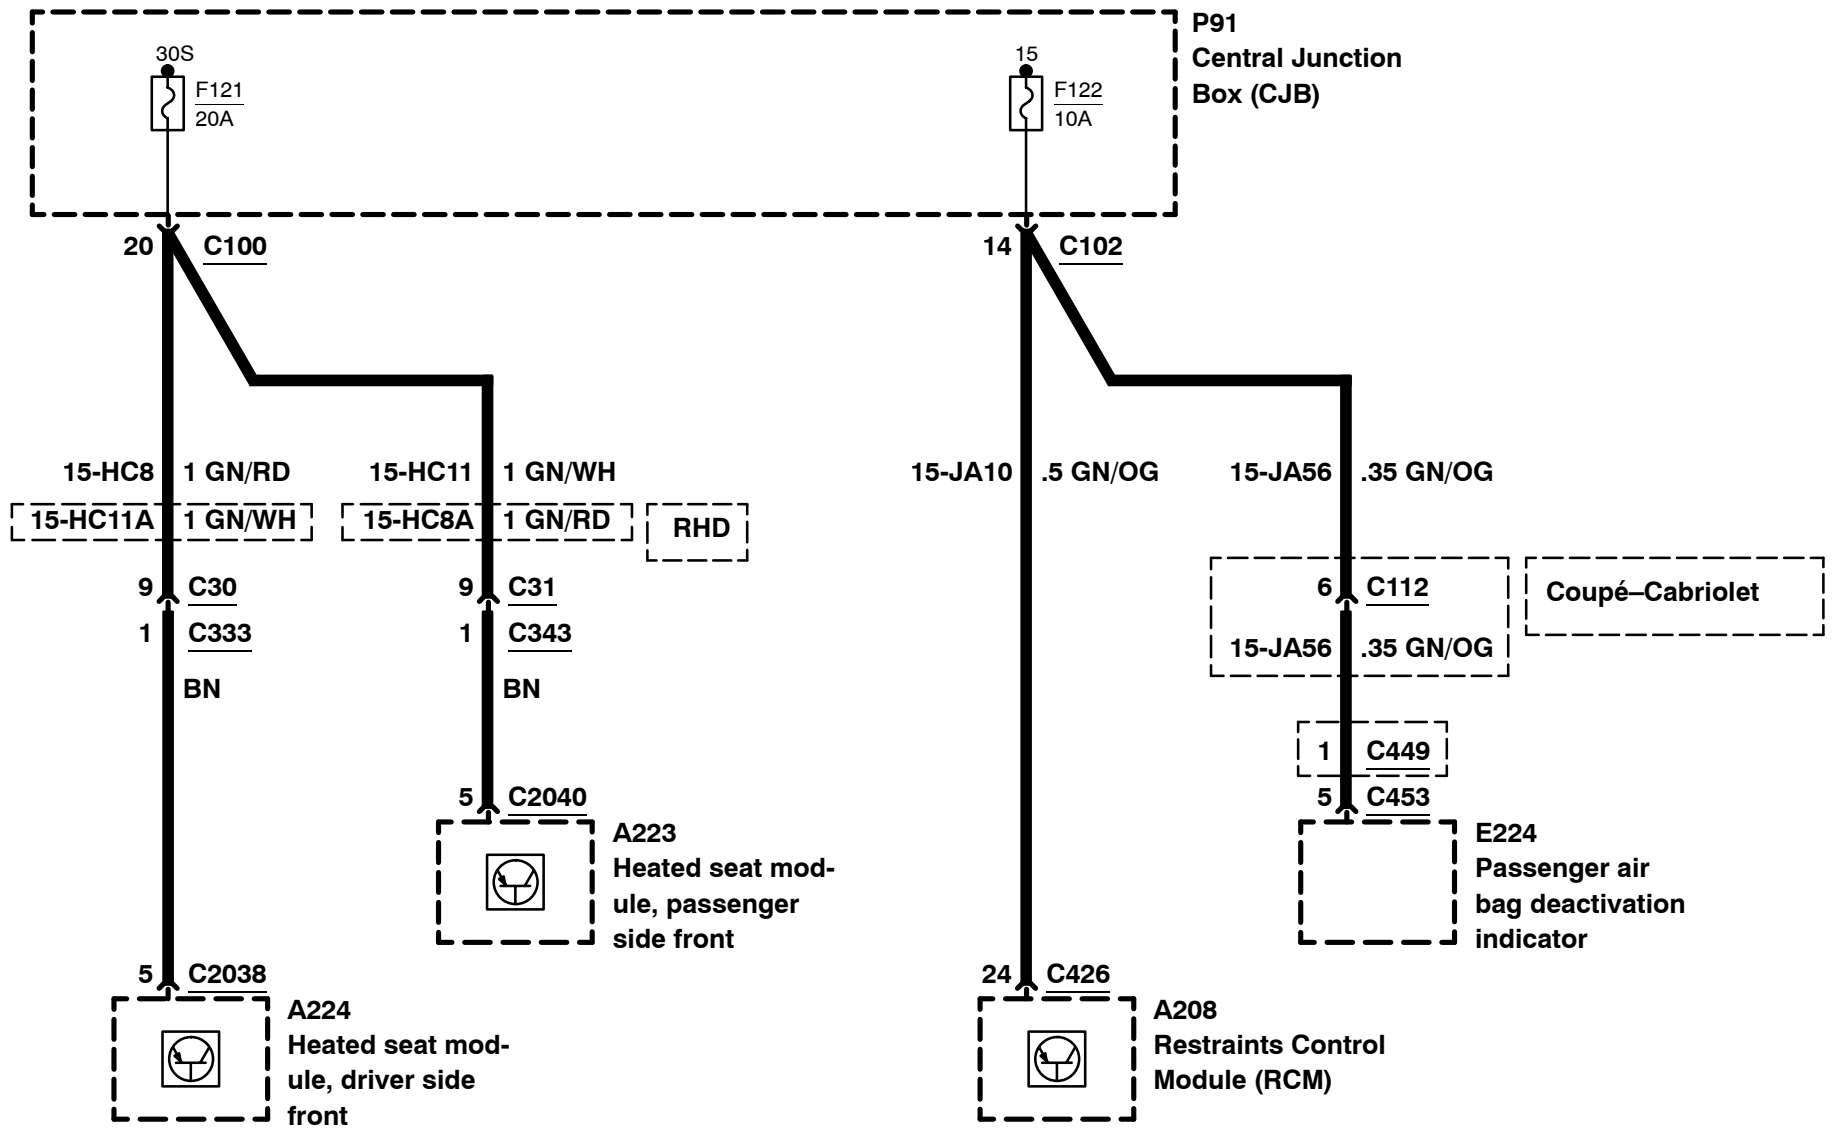 P91
Central Junction
Box (CJB)
30S
F121
20A
15
F122
10A
20 C100
14 C102
15-HC8 1 GN/RD
15-HC11 1 GN/WH
15-JA10 .5 GN/OG
15-JA56 .35 GN/OG
15-HC11A 1 GN/WH
15-HC8A 1 GN/RD
RHD
9 C30
9 C31
6 C112
Coupé–Cabriolet
1 C333
1 C343
15-JA56 .35 GN/OG
BN
BN
1 C449
5 C2040
5 C453
A223
Heated seat mod-
ule, passenger
side front
E224
Passenger air
bag deactivation
indicator
5 C2038
24 C426
A224
Heated seat mod-
ule, driver side
front
A208
Restraints Control
Module (RCM)